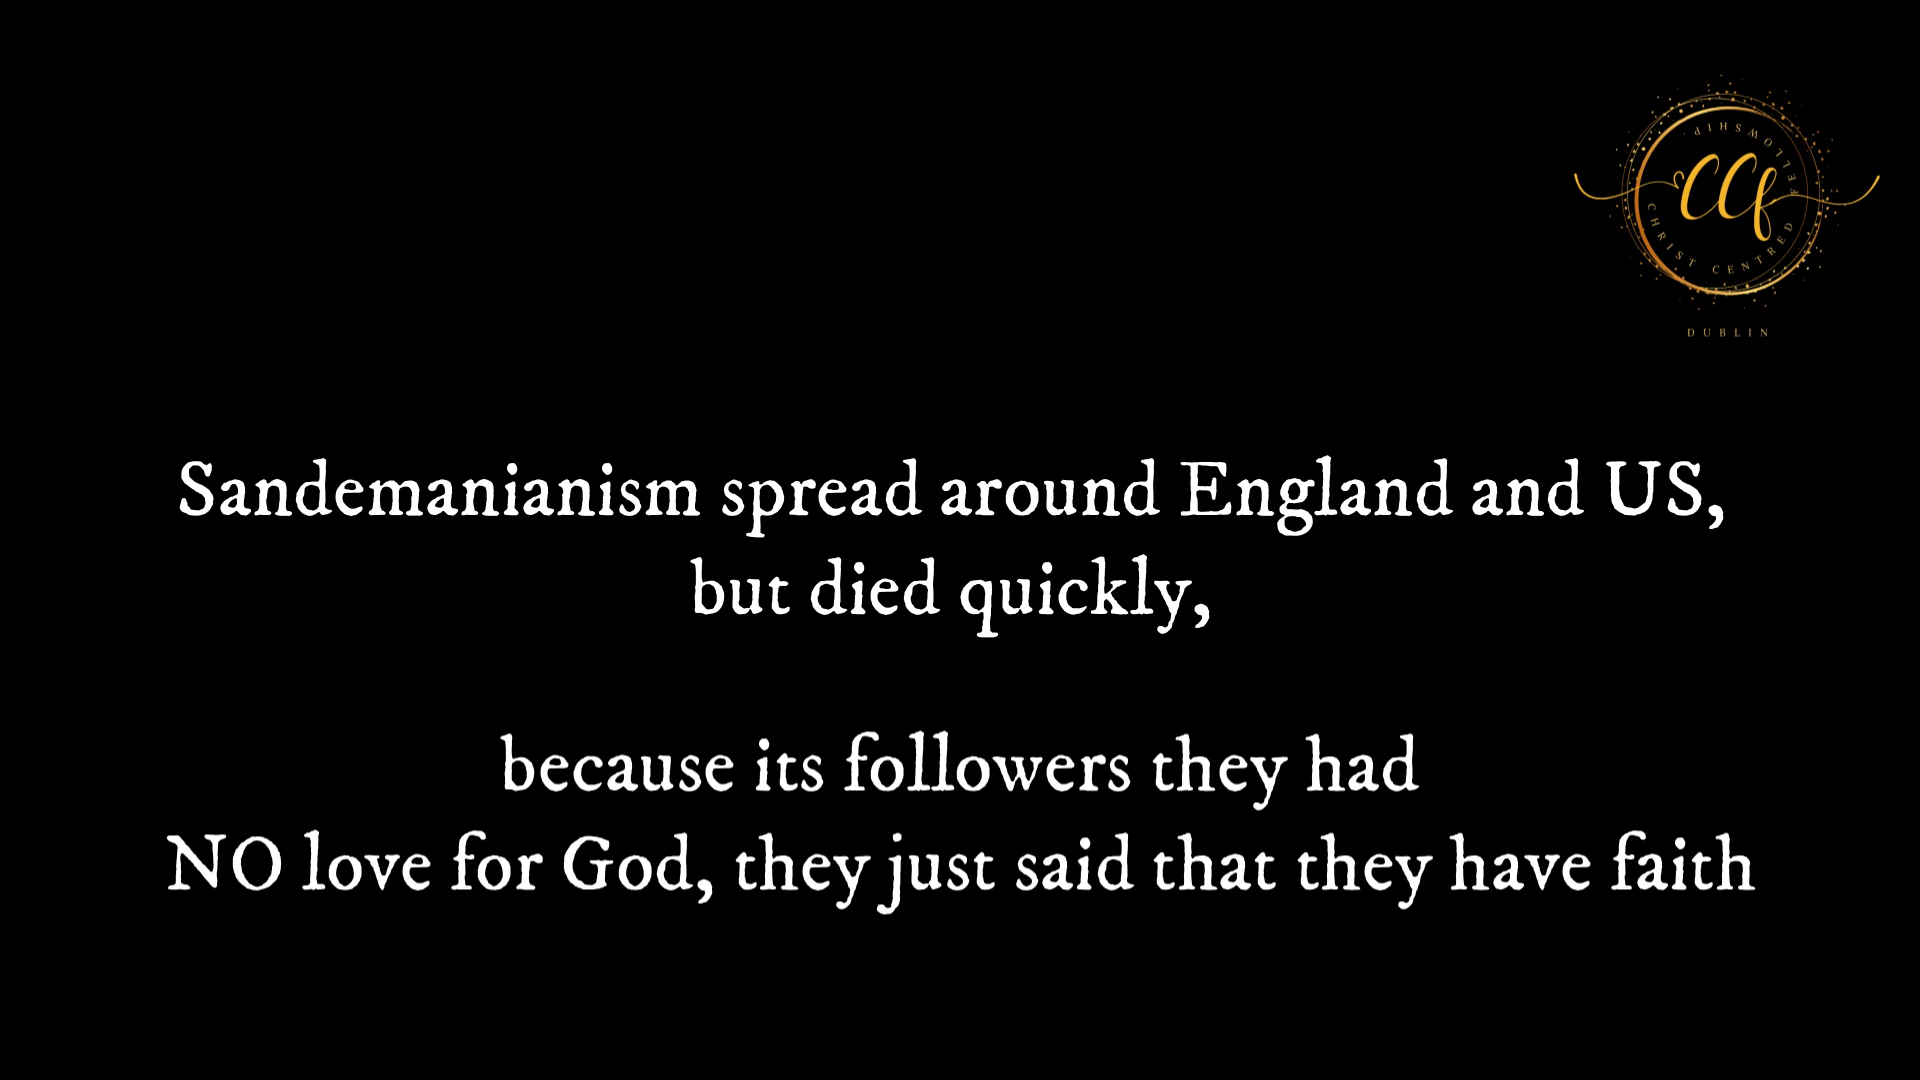 CCf
CHRIST CENTRED FELLOWSHIP
DUBLIN
Sandemanianism spread around England and US,
but died quickly,
because its followers they had
NO love for God, they just said that they have faith